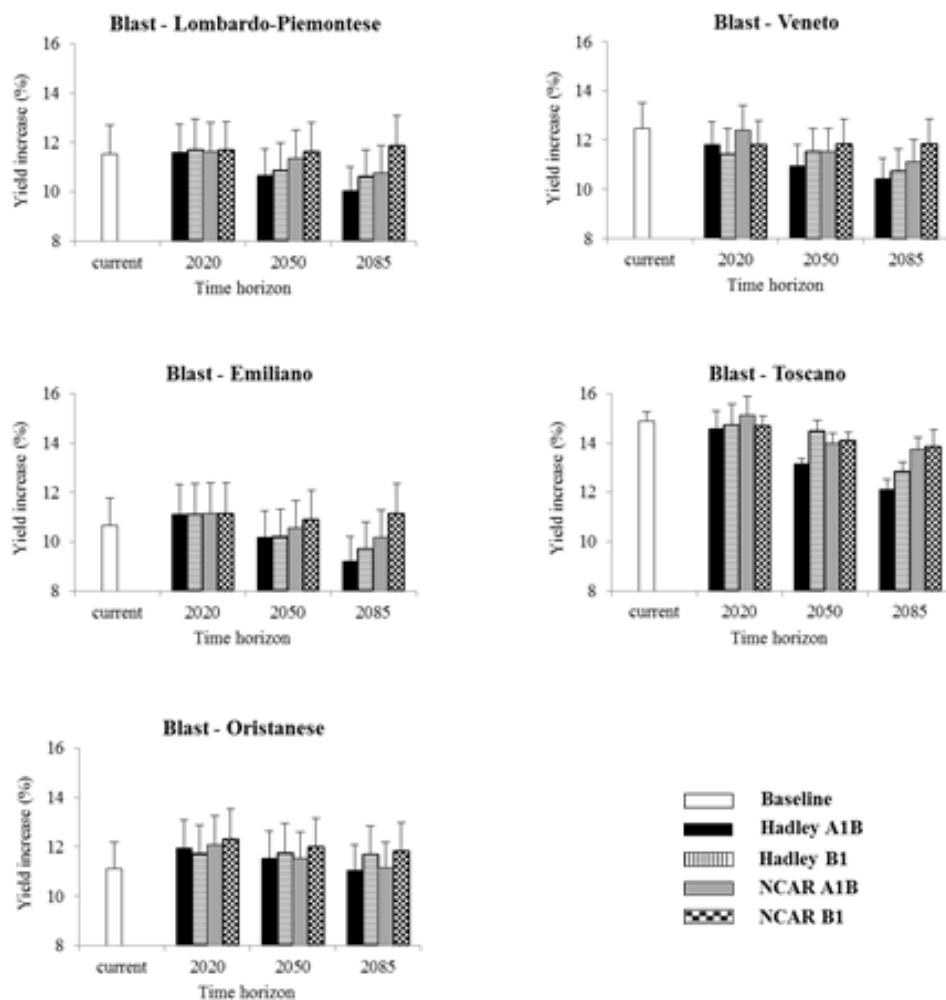 Blast - Lombardo-Piemontese
Yield increase (%)
16
14
12
10
8
current 2020 2050 2085
Time horizon
Blast - Veneto
Yield increase (%)
16
14
12
10
8
current 2020 2050 2085
Time horizon
Blast - Emiliano
Yield increase (%)
16
14
12
10
8
current 2020 2050 2085
Time horizon
Blast - Toscano
Yield increase (%)
16
14
12
10
8
current 2020 2050 2085
Time horizon
Blast - Oristanese
Yield increase (%)
16
14
12
10
8
current 2020 2050 2085
Time horizon
Baseline
Hadley A1B
Hadley B1
NCAR A1B
NCAR B1